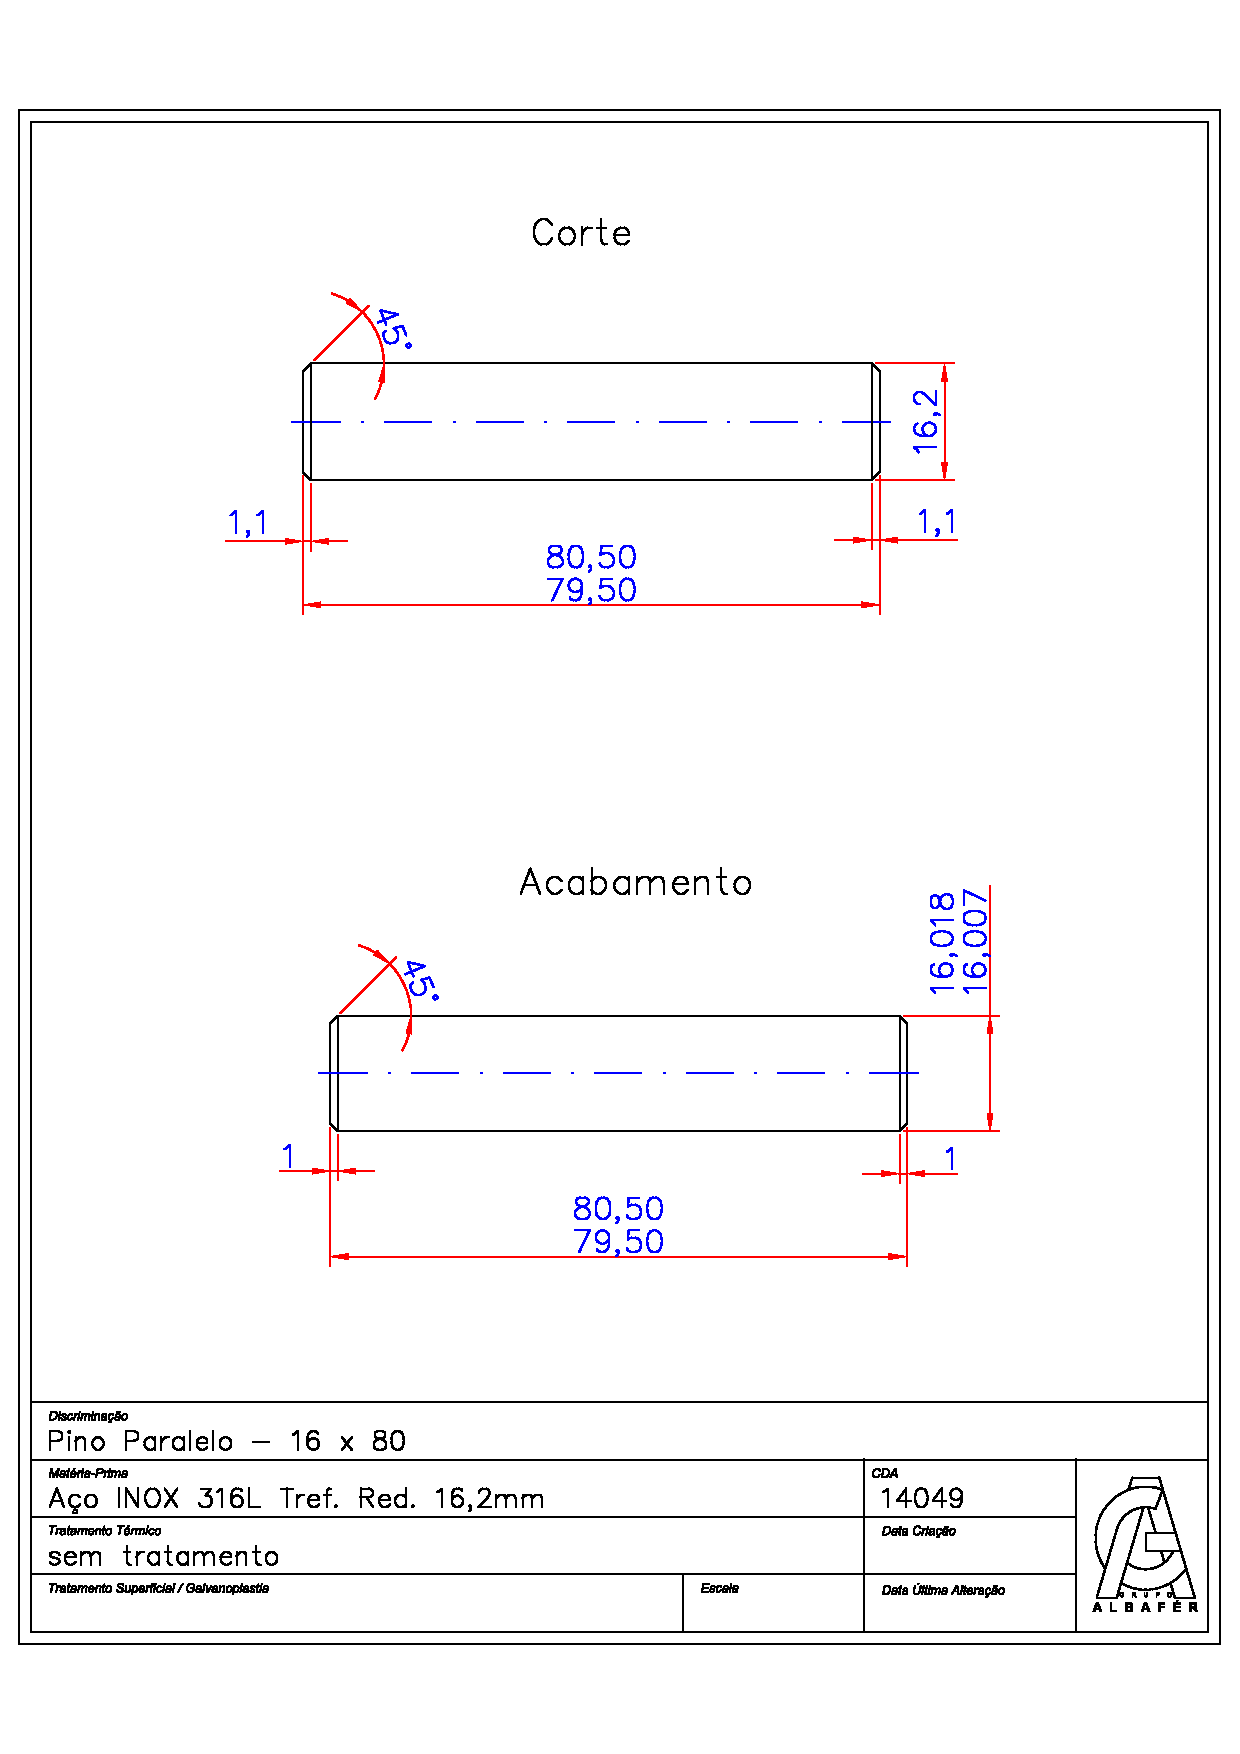 Corte
45°
16,2
1,1
1,1
80,50
79,50
Acabamento
16,018
16,007
45°
1
1
80,50
79,50
Discriminação
Pino Paralelo – 16 x 80
Matéria-Prima
Aço INOX 316L Tref. Red. 16,2mm
CDA
14049
Tratamento Térmico
sem tratamento
Data Criação
Tratamento Superficial / Galvanoplastia
Escala
Data Última Alteração
GRUPO
ALBAFÉR